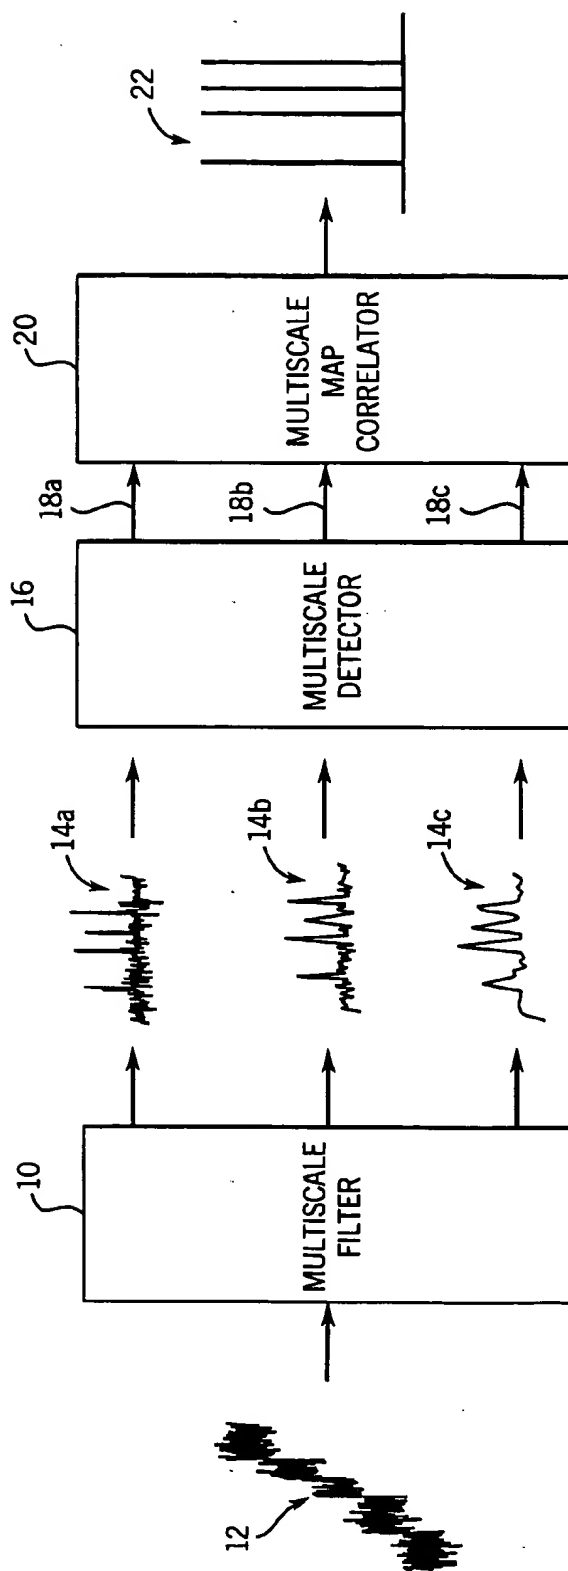 12
10
MULTISCALE
FILTER
14a
14b
14c
16
MULTISCALE
DETECTOR
18a
18b
18c
20
MULTISCALE
MAP
CORRELATOR
22